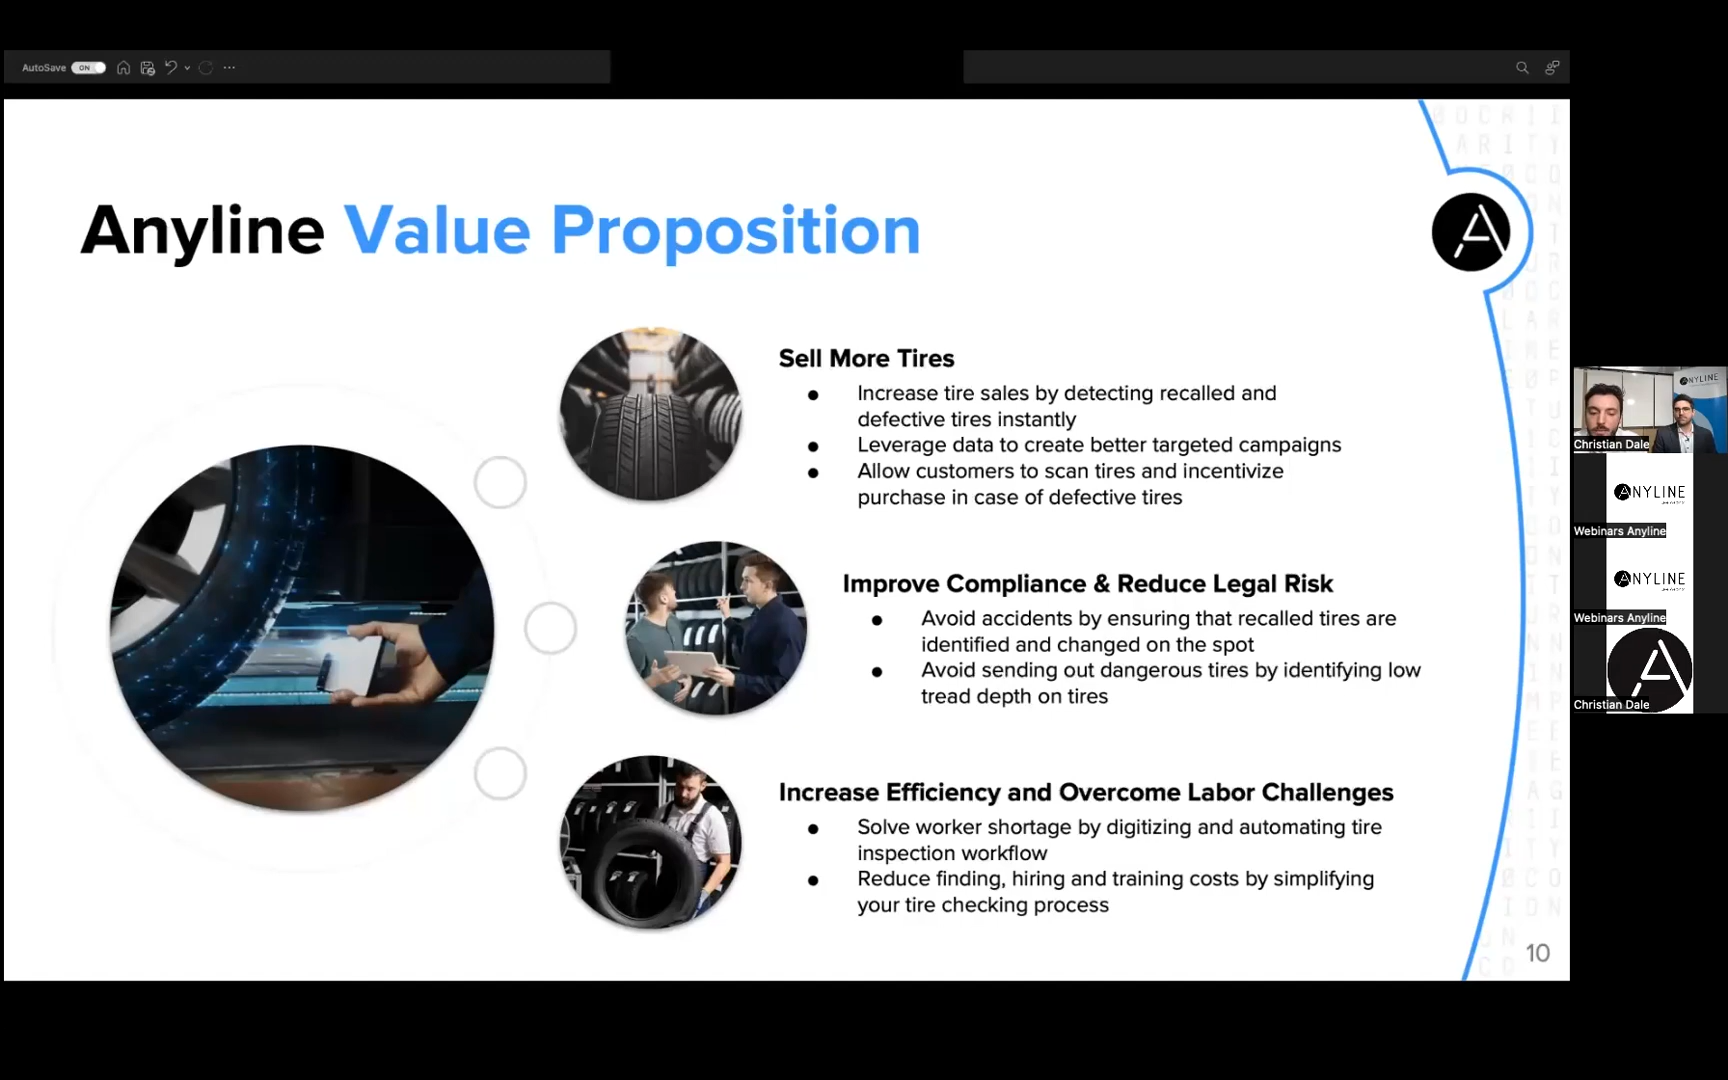 AutoSave ON
Anyline Value Proposition
Sell More Tires
● Increase tire sales by detecting recalled and
defective tires instantly
● Leverage data to create better targeted campaigns
● Allow customers to scan tires and incentivize
purchase in case of defective tires
Improve Compliance & Reduce Legal Risk
● Avoid accidents by ensuring that recalled tires are
identified and changed on the spot
● Avoid sending out dangerous tires by identifying low
tread depth on tires
Increase Efficiency and Overcome Labor Challenges
● Solve worker shortage by digitizing and automating tire
inspection workflow
● Reduce finding, hiring and training costs by simplifying
your tire checking process
10
ANYLINE
Christian Dale
ANYLINE
Webinars Anyline
ANYLINE
Webinars Anyline
Christian Dale